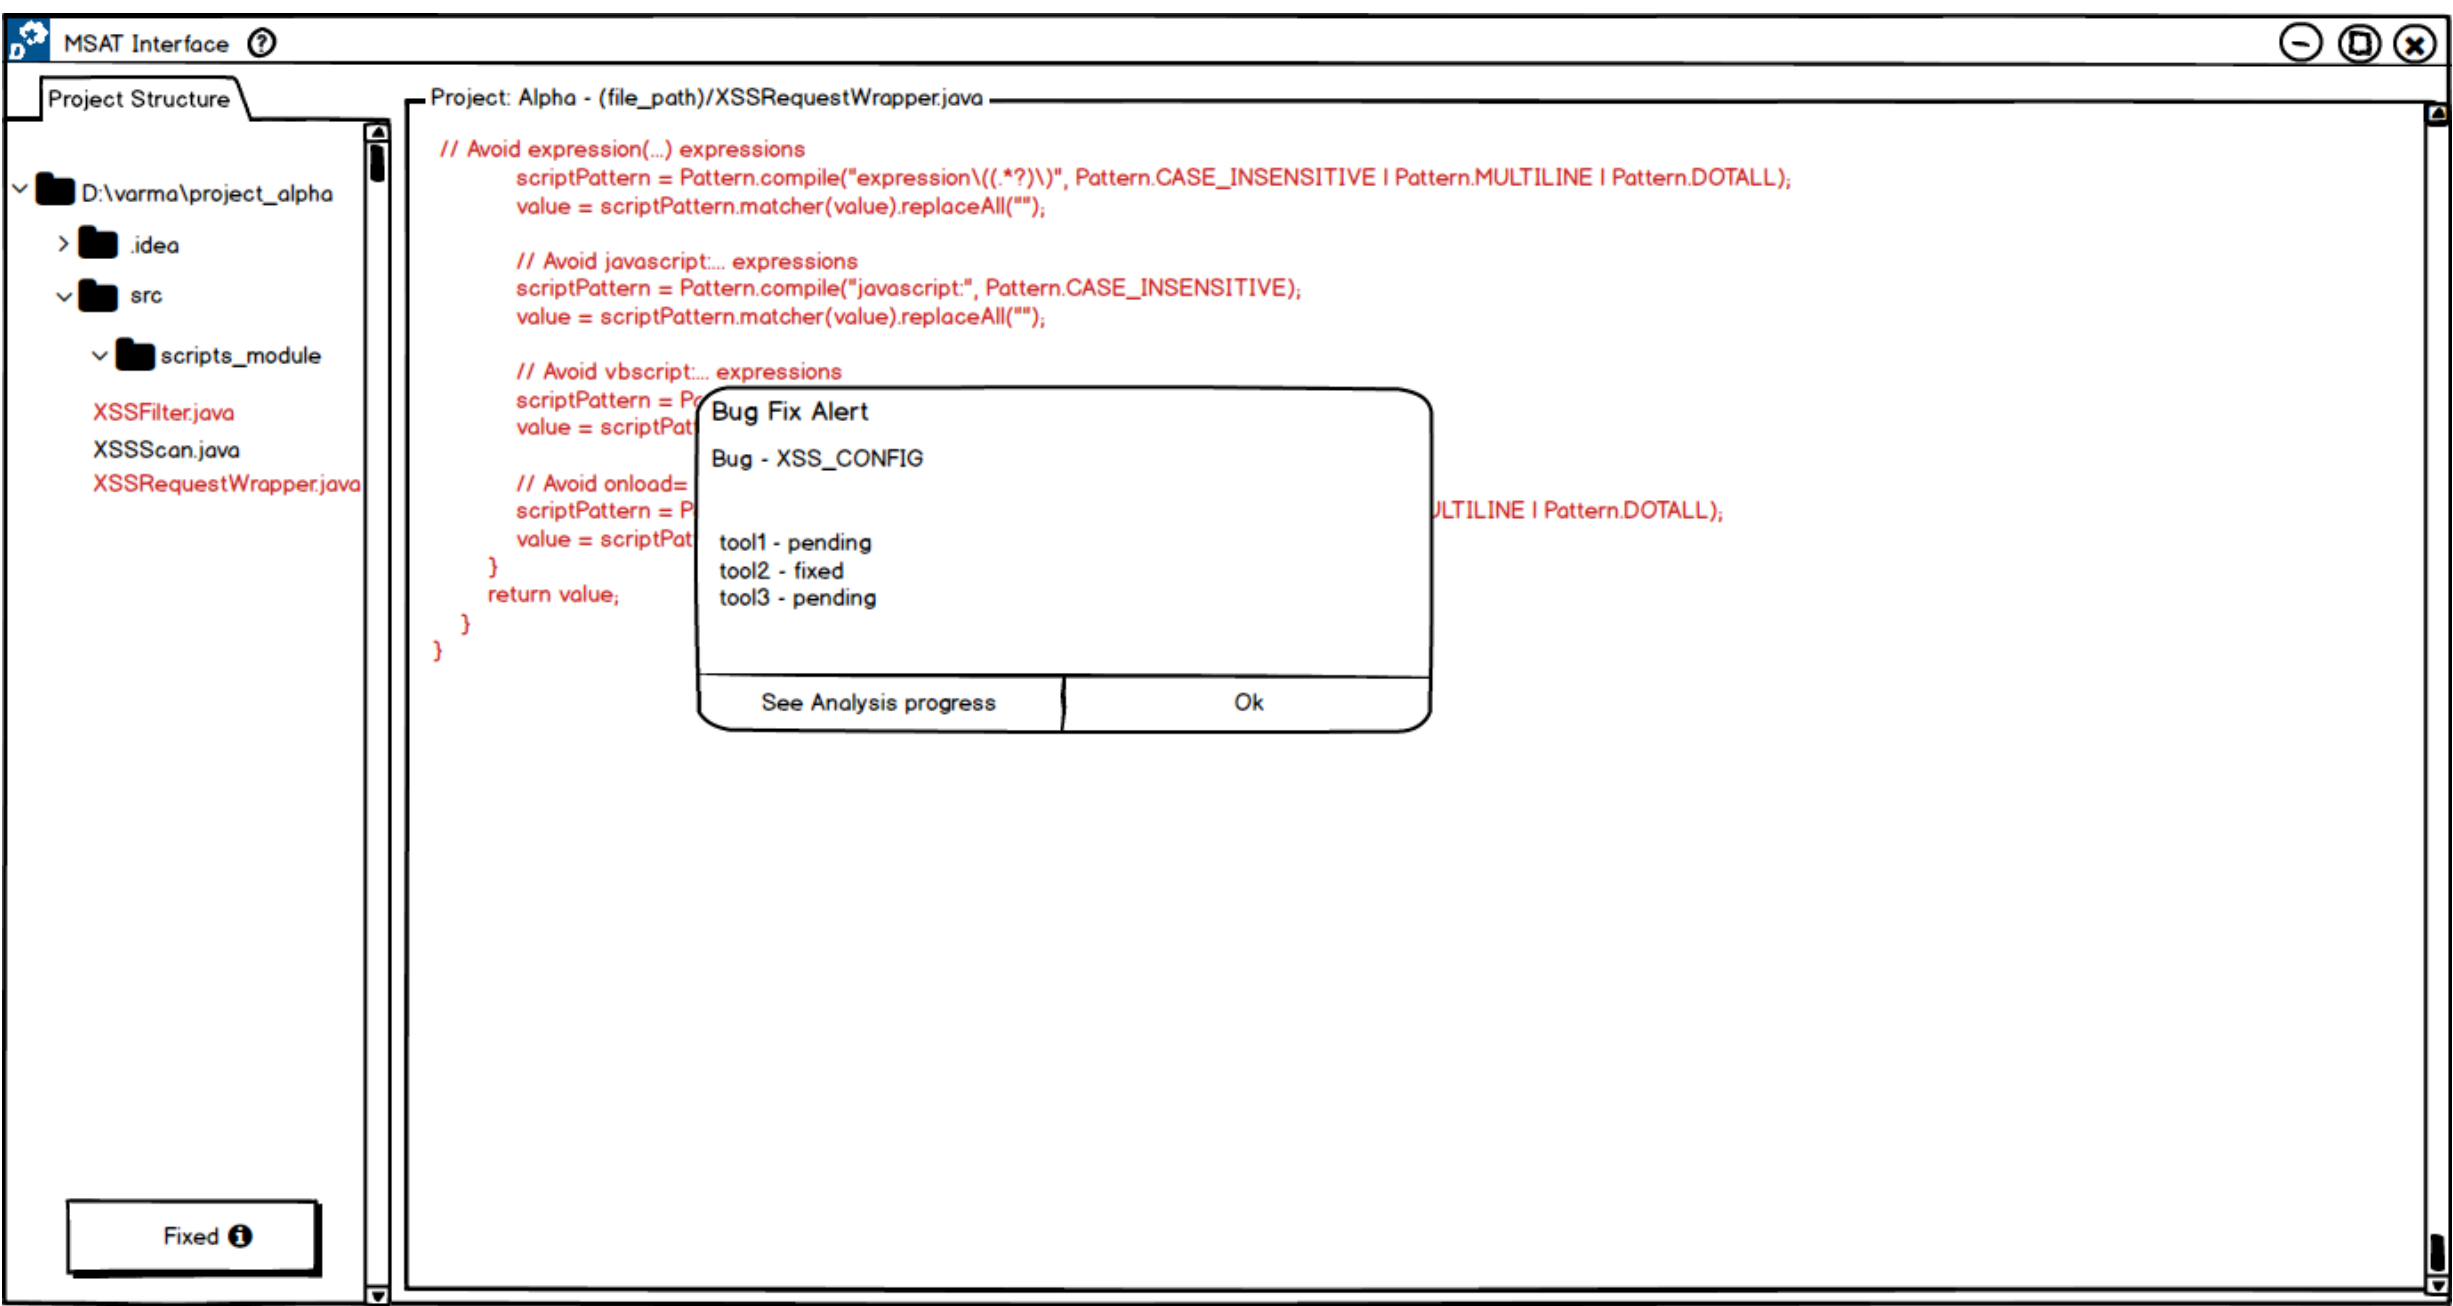 MSAT Interface ?
Project Structure
D:\varma\project_alpha
.idea
src
scripts_module
XSSFilter.java
XSSScan.java
XSSRequestWrapper.java
Fixed
Project: Alpha - (file_path)/XSSRequestWrapper.java
// Avoid expression(...) expressions
scriptPattern = Pattern.compile("expression\((.*?)\)", Pattern.CASE_INSENSITIVE | Pattern.MULTILINE | Pattern.DOTALL);
value = scriptPattern.matcher(value).replaceAll("");
// Avoid javascript:... expressions
scriptPattern = Pattern.compile("javascript:", Pattern.CASE_INSENSITIVE);
value = scriptPattern.matcher(value).replaceAll("");
// Avoid vbscript:... expressions
scriptPattern =
value =
// Avoid onload=
scriptPattern = | Pattern.DOTALL);
value =
}
return value;
}
}
Bug Fix Alert
Bug - XSS_CONFIG
tool1 - pending
tool2 - fixed
tool3 - pending
See Analysis progress
Ok